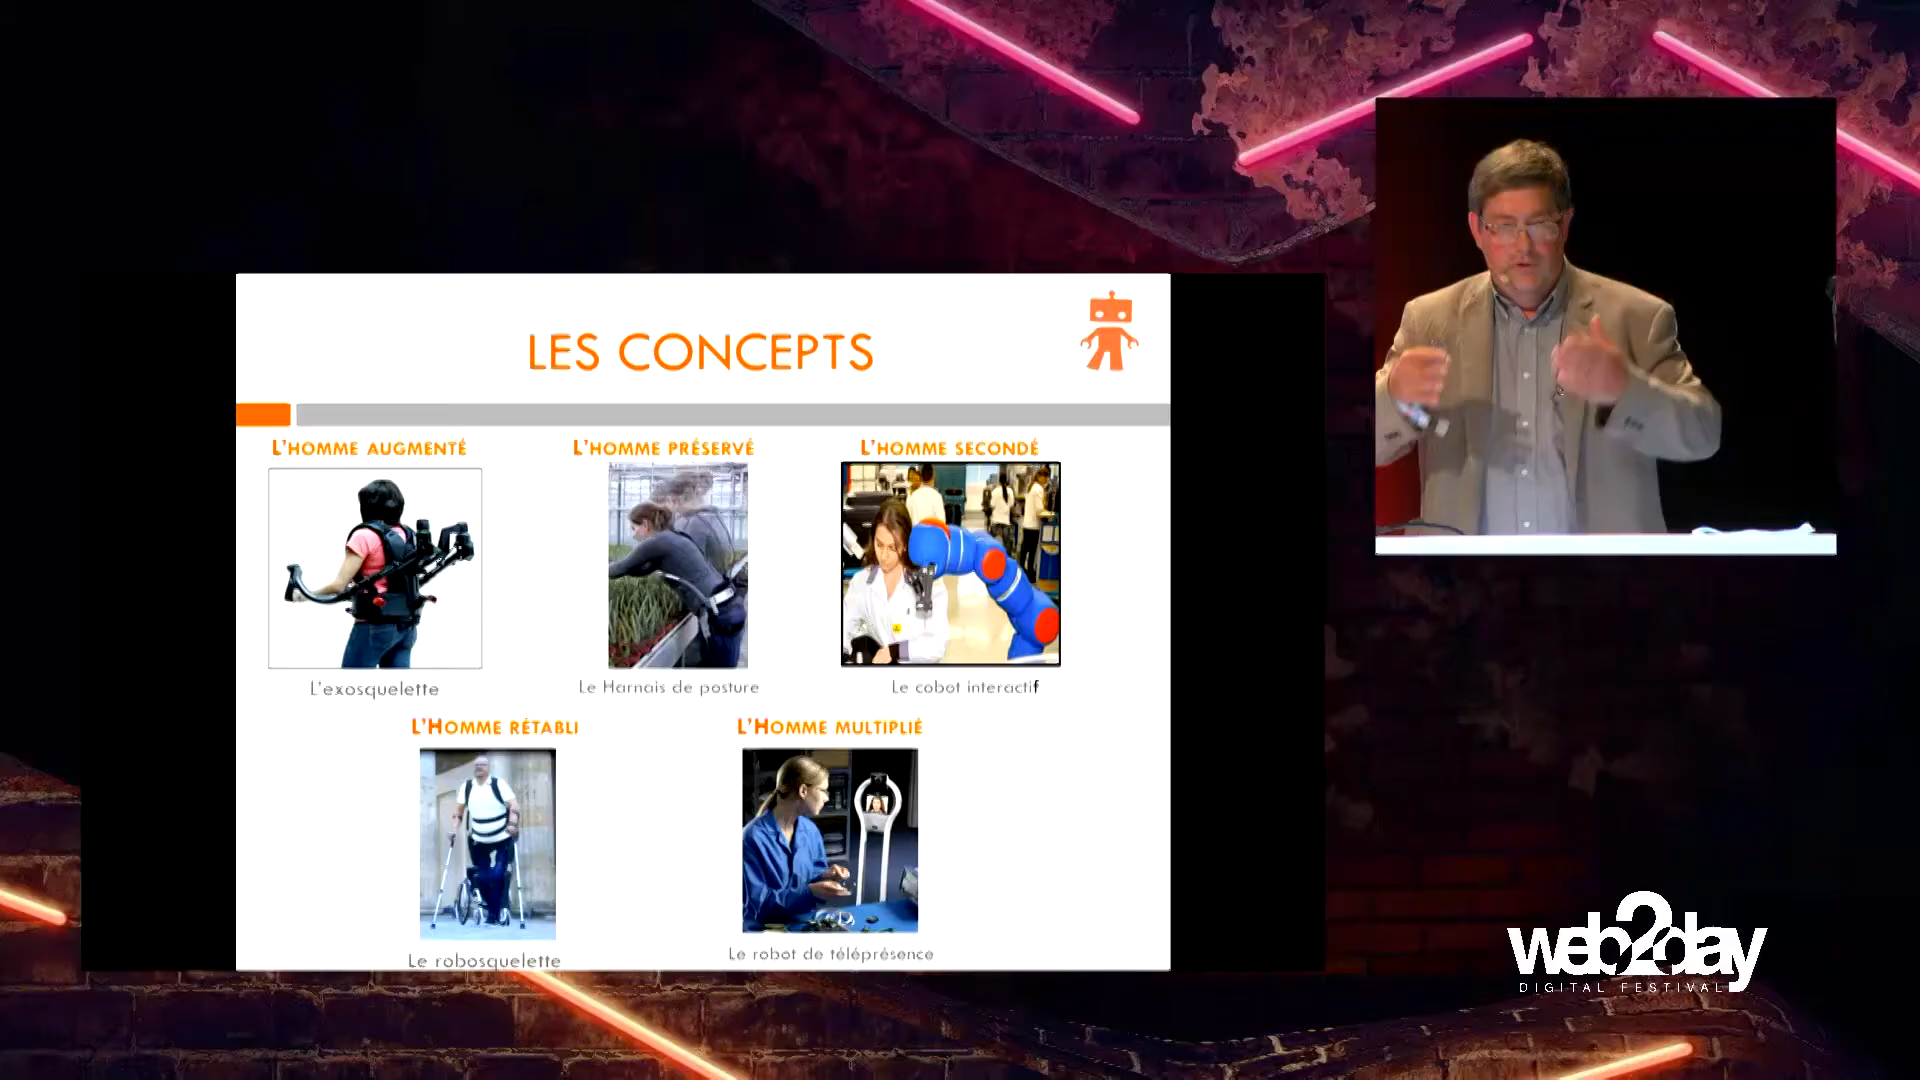 LES CONCEPTS
L'HOMME AUGMENTÉ
L'HOMME PRÉSERVÉ
L'HOMME SECONDÉ
L'exosquelette
Le Harnais de posture
Le cobot interactif
L'HOMME RÉTABLI
L'HOMME MULTIPLIÉ
Le robosquelette
Le robot de téléprésence
web2day
DIGITAL FESTIVAL